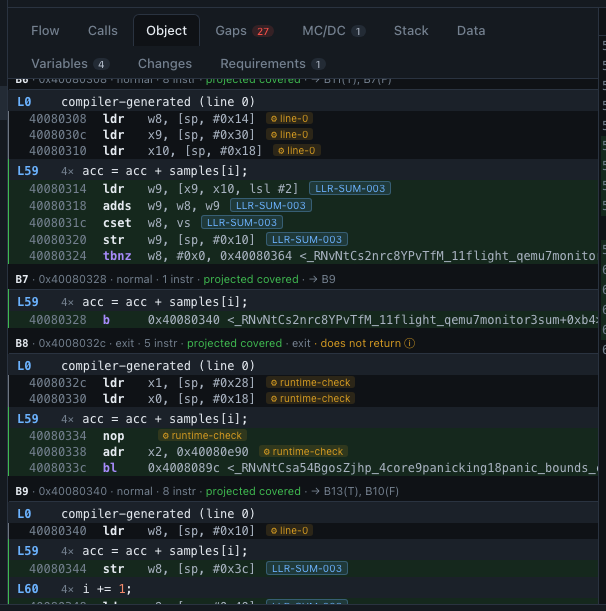 Flow Calls Object Gaps 27 MC/DC 1 Stack Data
Variables 4 Changes Requirements 1
B6 · 0x40080308 · normal · 8 instr · projected covered · → B11(T), B7(F)
L0 compiler-generated (line 0)
40080308 ldr w8, [sp, #0x14] ⚙ line-0
4008030c ldr x9, [sp, #0x30] ⚙ line-0
40080310 ldr x10, [sp, #0x18] ⚙ line-0
L59 4× acc = acc + samples[i];
40080314 ldr w9, [x9, x10, lsl #2] LLR-SUM-003
40080318 adds w9, w8, w9 LLR-SUM-003
4008031c cset w8, vs LLR-SUM-003
40080320 str w9, [sp, #0x10] LLR-SUM-003
40080324 tbnz w8, #0x0, 0x40080364 <_RNvNtCs2nrc8YPvTfM_11flight_qemu7monito
B7 · 0x40080328 · normal · 1 instr · projected covered · → B9
L59 4× acc = acc + samples[i];
40080328 b 0x40080340 <_RNvNtCs2nrc8YPvTfM_11flight_qemu7monitor3sum+0xb4>
B8 · 0x4008032c · exit · 5 instr · projected covered · exit · does not return ⓘ
L0 compiler-generated (line 0)
4008032c ldr x1, [sp, #0x28] ⚙ runtime-check
40080330 ldr x0, [sp, #0x18] ⚙ runtime-check
L59 4× acc = acc + samples[i];
40080334 nop ⚙ runtime-check
40080338 adr x2, 0x40080e90 ⚙ runtime-check
4008033c bl 0x4008089c <_RNvNtCsa54BgosZjhp_4core9panicking18panic_bounds_
B9 · 0x40080340 · normal · 8 instr · projected covered · → B13(T), B10(F)
L0 compiler-generated (line 0)
40080340 ldr w8, [sp, #0x10] ⚙ line-0
L59 4× acc = acc + samples[i];
40080344 str w8, [sp, #0x3c] LLR-SUM-003
L60 4× i += 1;